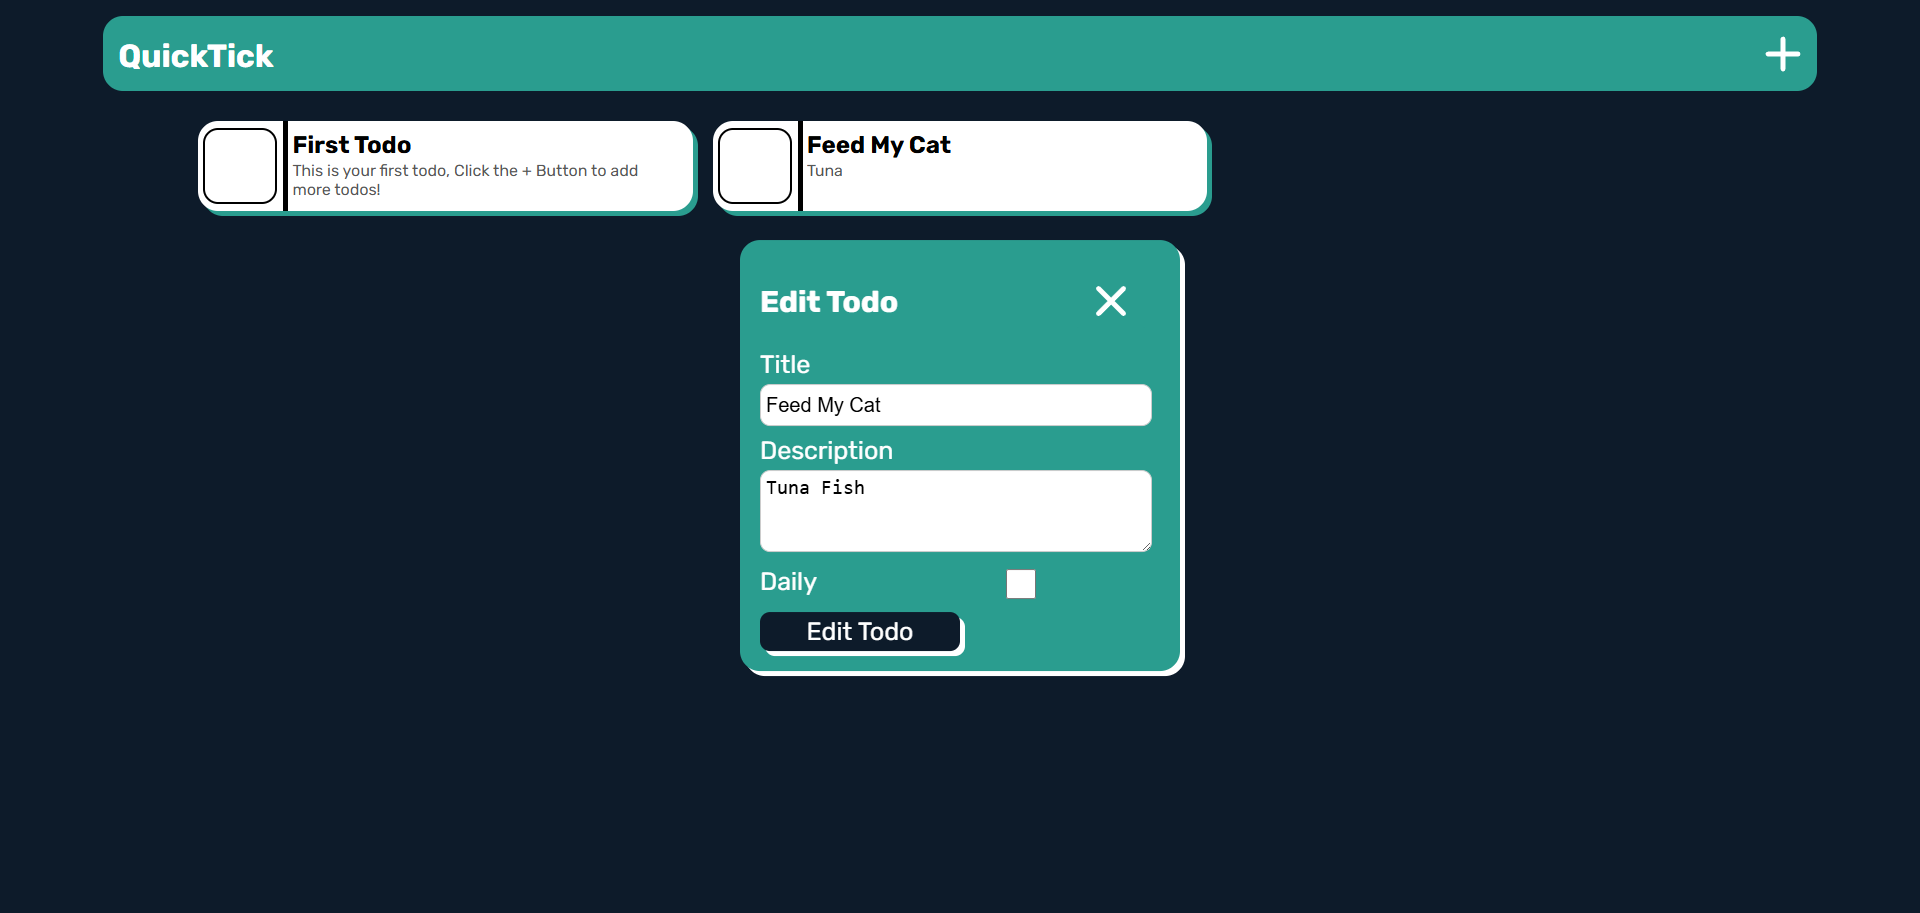 QuickTick
First Todo
This is your first todo, Click the + Button to add
more todos!
Feed My Cat
Tuna
Edit Todo
Title
Feed My Cat
Description
Tuna Fish
Daily
Edit Todo